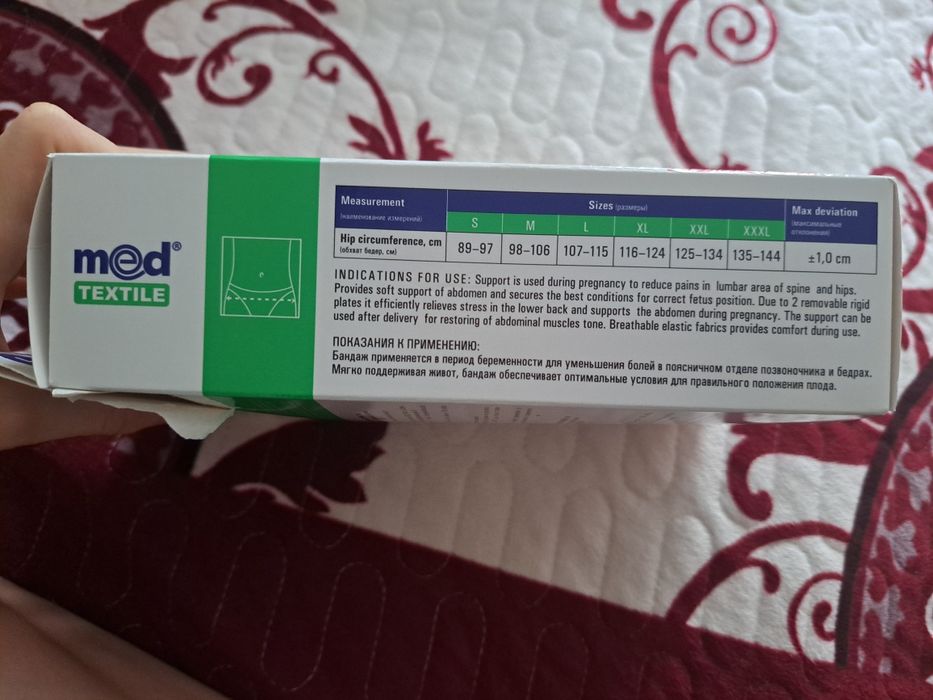 med®
TEXTILE
Measurement
(наименование измерений)
Sizes (размеры)
Max deviation
(максимальные
отклонения)
S M L XL XXL XXXL
Hip circumference, cm
(обхват бедер, см)
89–97 98–106 107–115 116–124 125–134 135–144 ±1,0 cm
INDICATIONS FOR USE: Support is used during pregnancy to reduce pains in lumbar area of spine and hips.
Provides soft support of abdomen and secures the best conditions for correct fetus position. Due to 2 removable rigid
plates it efficiently relieves stress in the lower back and supports the abdomen during pregnancy. The support can be
used after delivery for restoring of abdominal muscles tone. Breathable elastic fabrics provides comfort during use.
ПОКАЗАНИЯ К ПРИМЕНЕНИЮ:
Бандаж применяется в период беременности для уменьшения болей в поясничном отделе позвоночника и бедрах.
Мягко поддерживая живот, бандаж обеспечивает оптимальные условия для правильного положения плода.